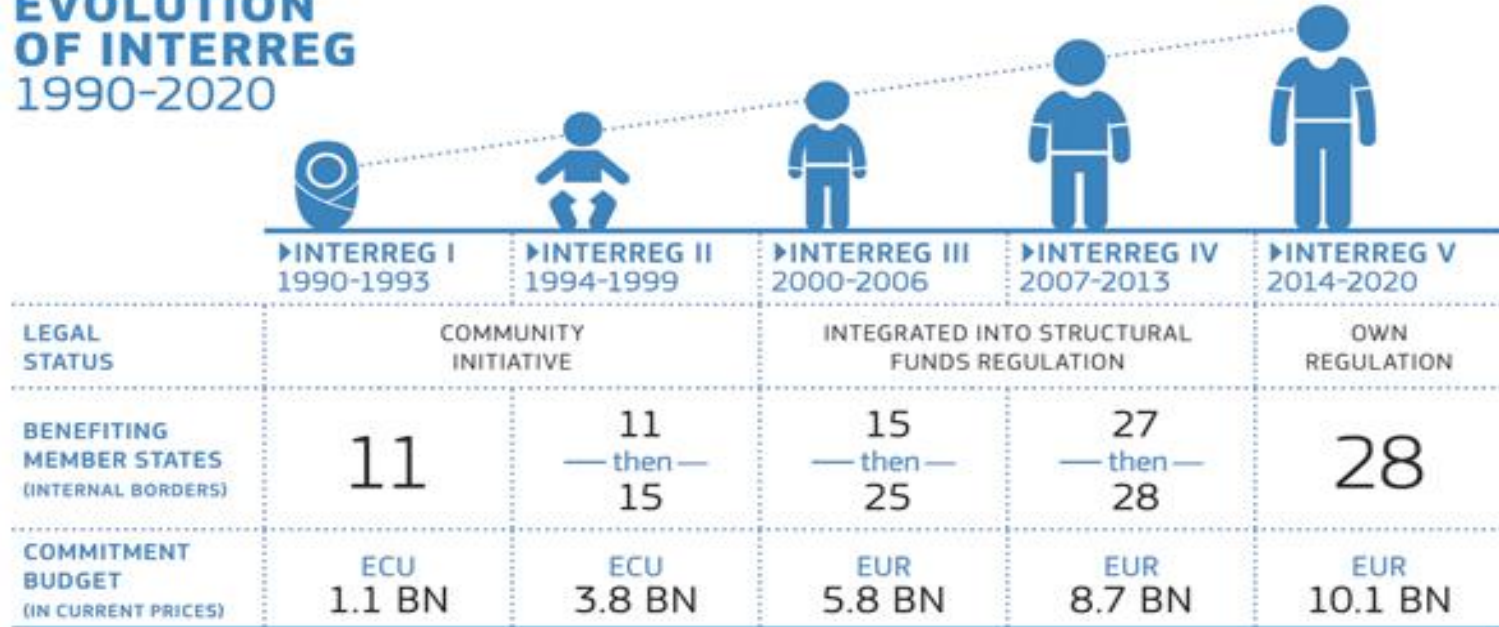 EVOLUTION
OF INTERREG
1990-2020
INTERREG I
1990-1993
INTERREG II
1994-1999
INTERREG III
2000-2006
INTERREG IV
2007-2013
INTERREG V
2014-2020
LEGAL
STATUS
COMMUNITY
INITIATIVE
INTEGRATED INTO STRUCTURAL
FUNDS REGULATION
OWN
REGULATION
BENEFITING
MEMBER STATES
(INTERNAL BORDERS)
11
11
then
15
15
then
25
27
then
28
28
COMMITMENT
BUDGET
(IN CURRENT PRICES)
ECU
1.1 BN
ECU
3.8 BN
EUR
5.8 BN
EUR
8.7 BN
EUR
10.1 BN